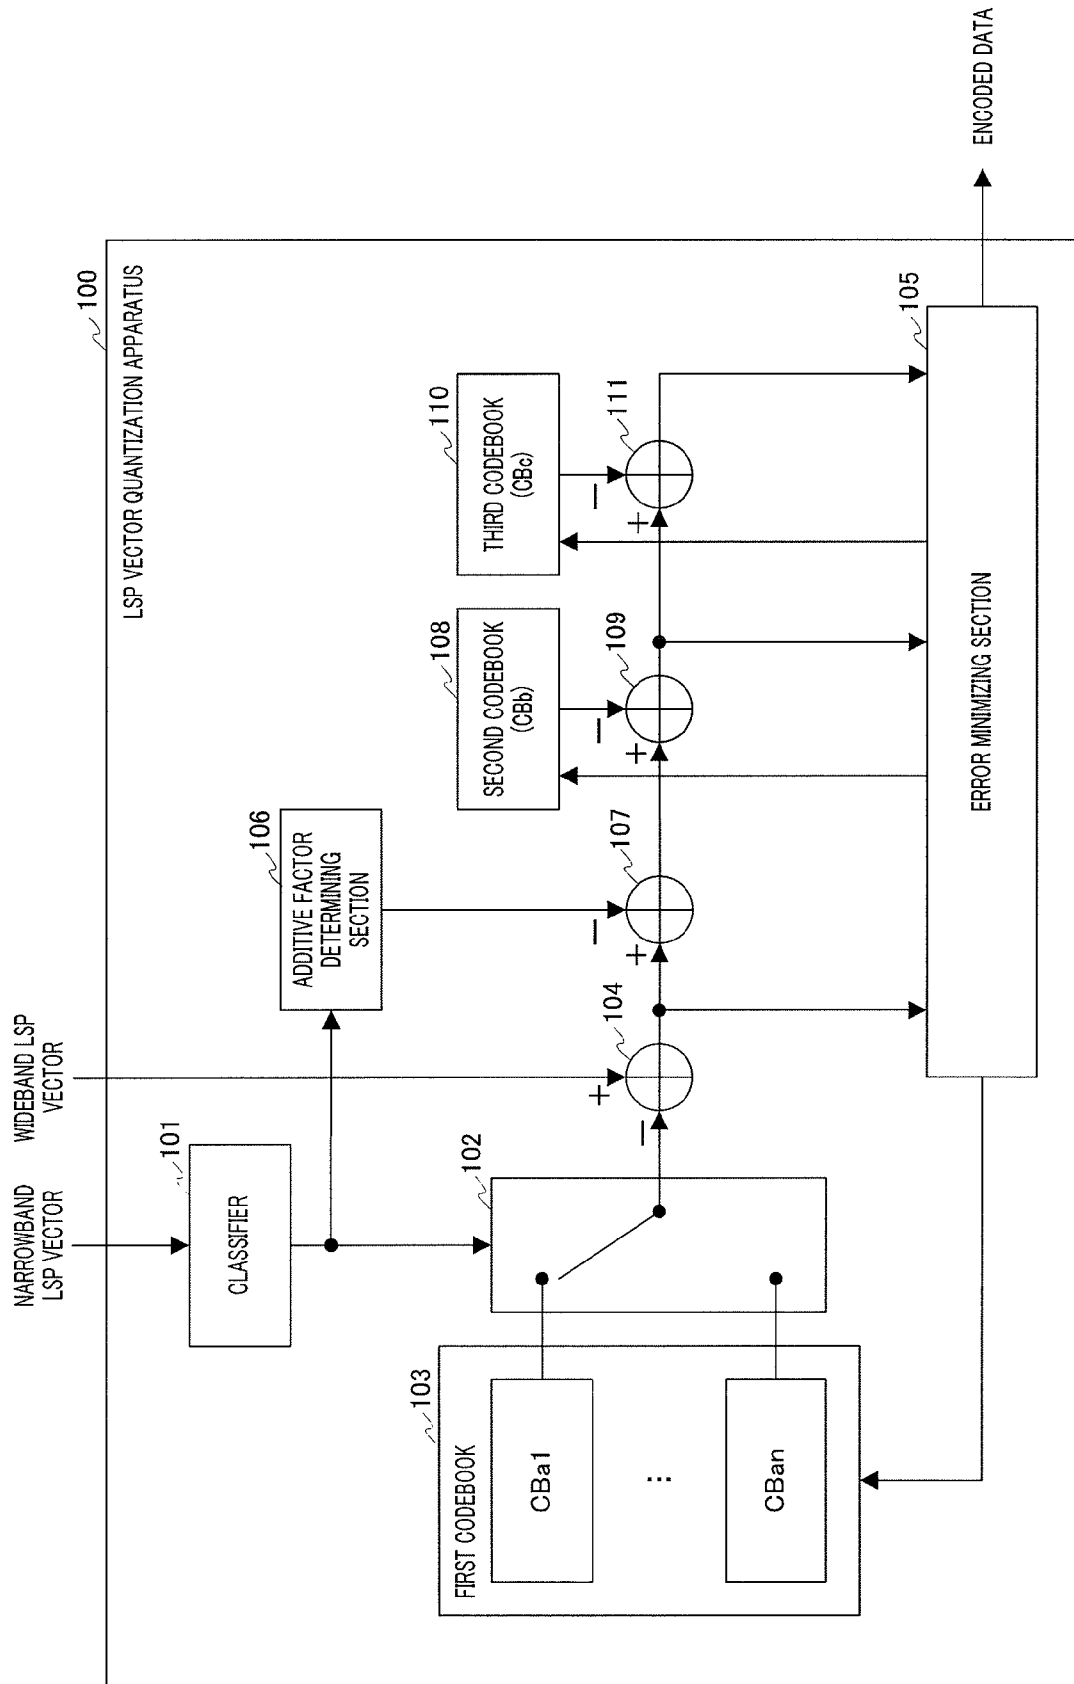 100
LSP VECTOR QUANTIZATION APPARATUS
NARROWBAND
LSP VECTOR
WIDEBAND LSP
VECTOR
101
CLASSIFIER
106
ADDITIVE FACTOR
DETERMINING
SECTION
103
FIRST CODEBOOK
CBa1
...
CBan
102
104
+
−
107
+
−
108
SECOND CODEBOOK
(CBb)
109
+
−
110
THIRD CODEBOOK
(CBc)
111
+
−
105
ERROR MINIMIZING SECTION
ENCODED DATA